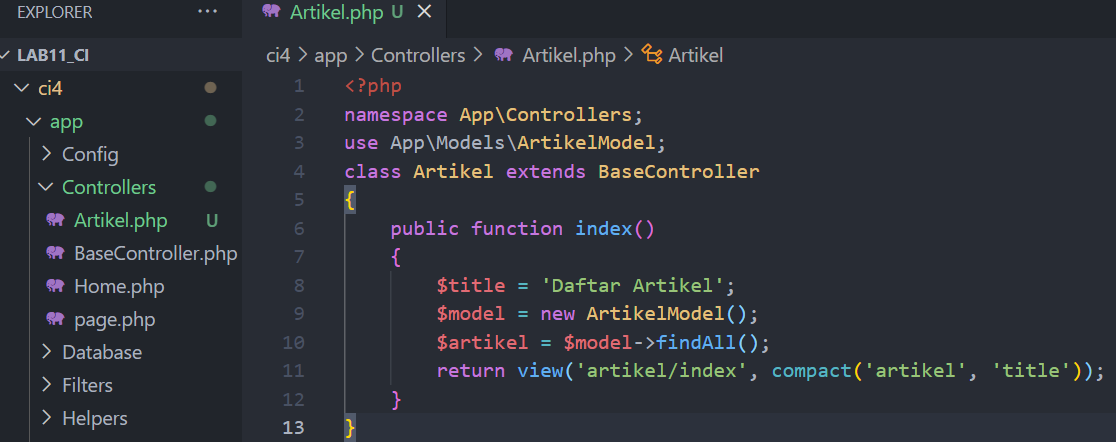 EXPLORER
...
LAB11_CI
ci4
app
Config
Controllers
Artikel.php U
BaseController.php
Home.php
page.php
Database
Filters
Helpers
Artikel.php U
ci4 > app > Controllers > Artikel.php > Artikel
1 <?php
2 namespace App\Controllers;
3 use App\Models\ArtikelModel;
4 class Artikel extends BaseController
5 {
6     public function index()
7     {
8         $title = 'Daftar Artikel';
9         $model = new ArtikelModel();
10         $artikel = $model->findAll();
11         return view('artikel/index', compact('artikel', 'title'));
12     }
13 }